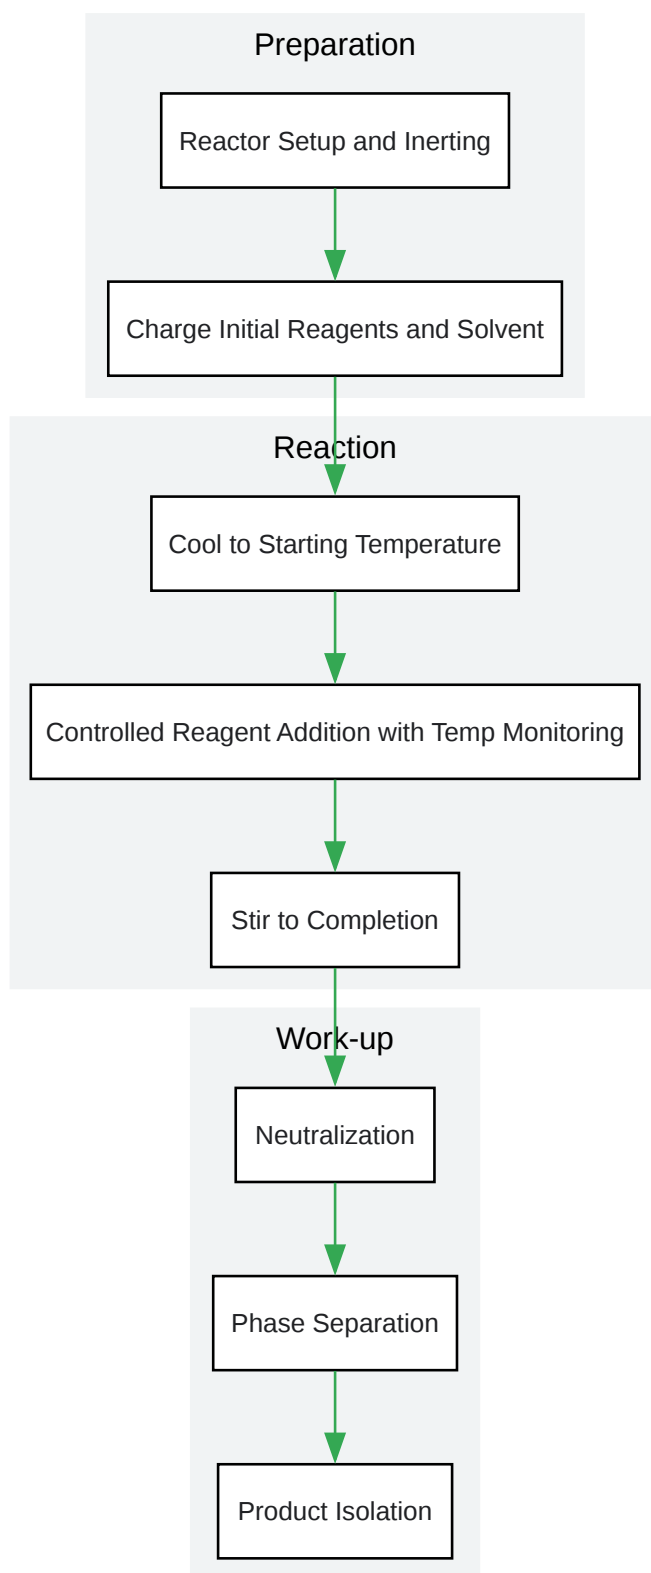 Preparation
Reactor Setup and Inerting
Charge Initial Reagents and Solvent
Reaction
Cool to Starting Temperature
Controlled Reagent Addition with Temp Monitoring
Stir to Completion
Work-up
Neutralization
Phase Separation
Product Isolation